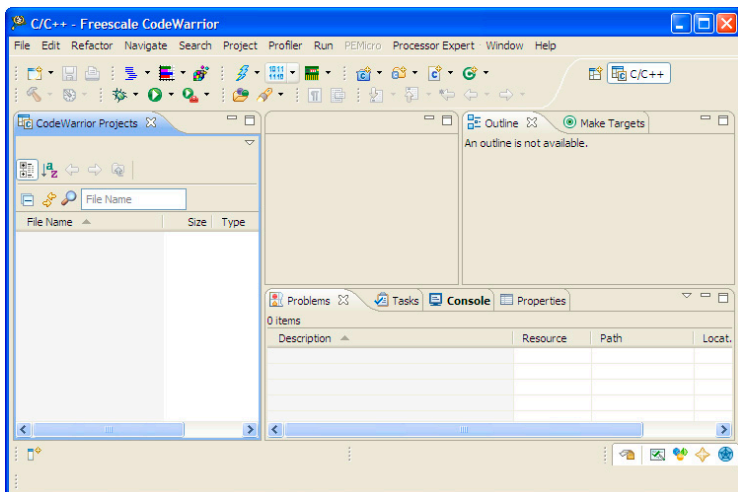 C/C++ - Freescale CodeWarrior
File Edit Refactor Navigate Search Project Profiler Run PEMicro Processor Expert Window Help
C/C++
CodeWarrior Projects
Outline Make Targets
An outline is not available.
File Name
File Name Size Type
Problems Tasks Console Properties
0 items
Description Resource Path Locat.